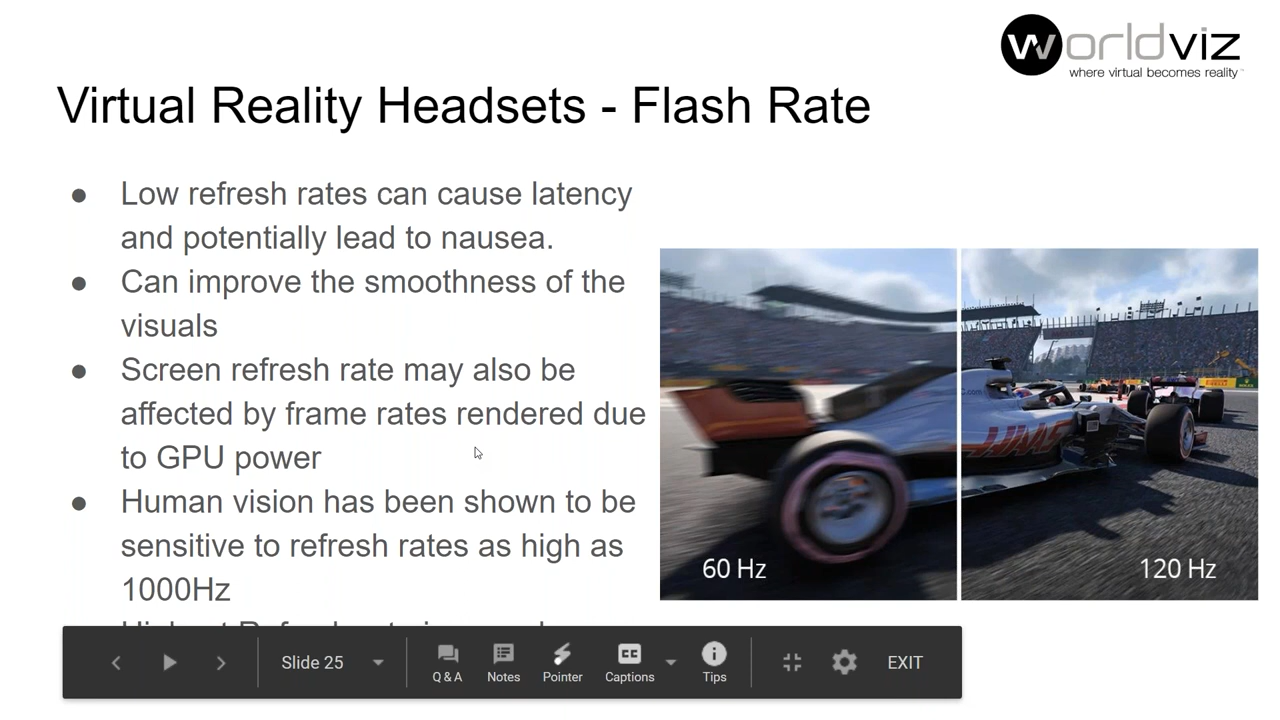 worldviz
where virtual becomes reality
Virtual Reality Headsets - Flash Rate
● Low refresh rates can cause latency
and potentially lead to nausea.
● Can improve the smoothness of the
visuals
● Screen refresh rate may also be
affected by frame rates rendered due
to GPU power
● Human vision has been shown to be
sensitive to refresh rates as high as
1000Hz
HAAS
60 Hz
120 Hz
Slide 25
Q & A
Notes
Pointer
CC
Captions
Tips
EXIT